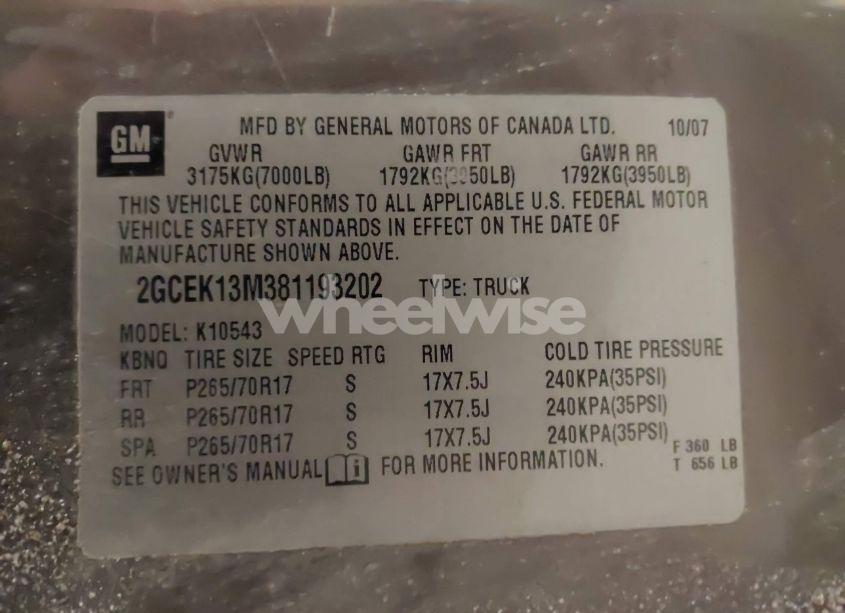 GM MFD BY GENERAL MOTORS OF CANADA LTD. 10/07
GVWR GAWR FRT GAWR RR
3175KG(7000LB) 1792KG(3950LB) 1792KG(3950LB)
THIS VEHICLE CONFORMS TO ALL APPLICABLE U.S. FEDERAL MOTOR
VEHICLE SAFETY STANDARDS IN EFFECT ON THE DATE OF
MANUFACTURE SHOWN ABOVE.
2GCEK13M381193202 TYPE: TRUCK
wheelwise
MODEL: K10543
KBNQ TIRE SIZE SPEED RTG RIM COLD TIRE PRESSURE
FRT P265/70R17 S 17X7.5J 240KPA(35PSI)
RR P265/70R17 S 17X7.5J 240KPA(35PSI)
SPA P265/70R17 S 17X7.5J 240KPA(35PSI)
F 360 LB
SEE OWNER'S MANUAL i FOR MORE INFORMATION. T 656 LB